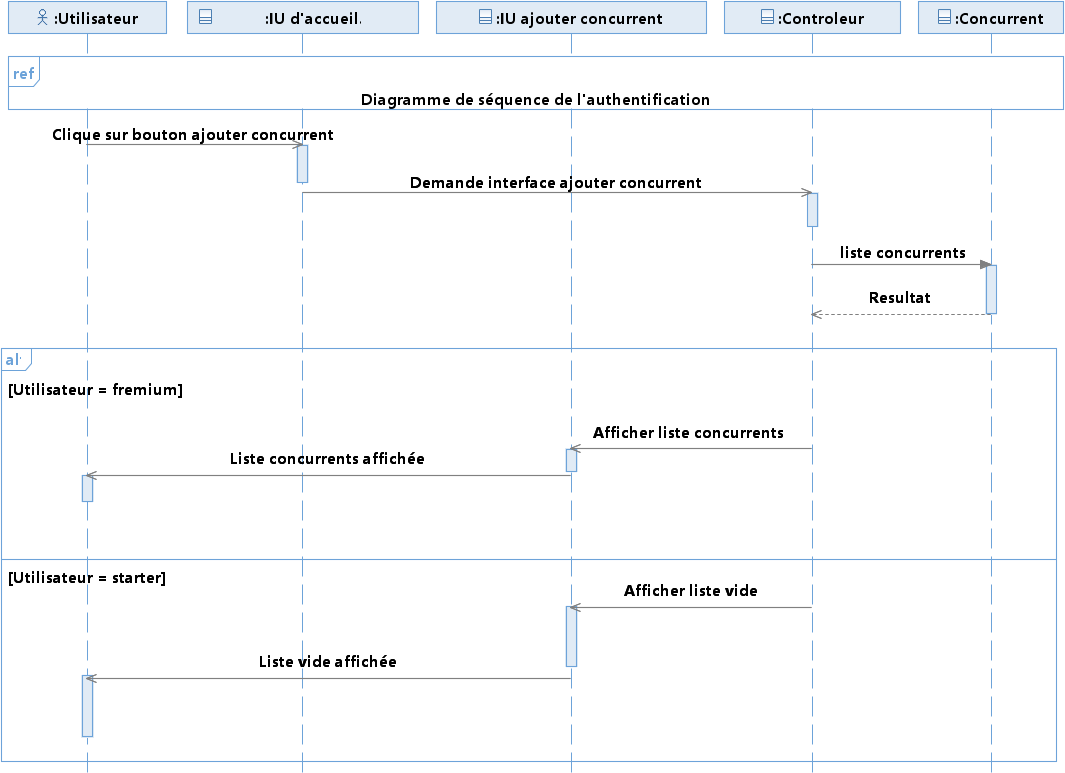 :Utilisateur
:IU d'accueil.
:IU ajouter concurrent
:Controleur
:Concurrent
ref
Diagramme de séquence de l'authentification
Clique sur bouton ajouter concurrent
Demande interface ajouter concurrent
liste concurrents
Resultat
al
[Utilisateur = fremium]
Afficher liste concurrents
Liste concurrents affichée
[Utilisateur = starter]
Afficher liste vide
Liste vide affichée